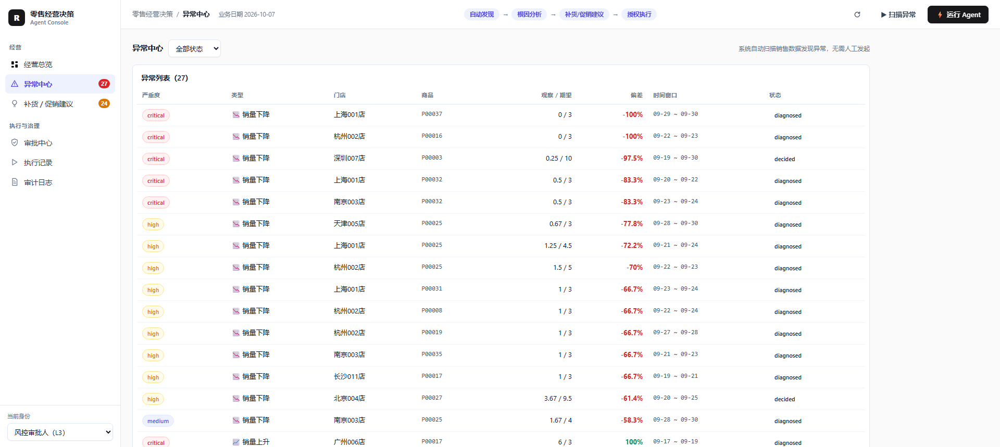 R
零售经营决策
Agent Console
经营
经营总览
异常中心 27
补货 / 促销建议 24
执行与治理
审批中心
执行记录
审计日志
当前身份
风控审批人（L3）
零售经营决策 / 异常中心 业务日期 2026-10-07
自动发现 → 根因分析 → 补货/促销建议 → 授权执行
扫描异常
运行 Agent
异常中心 全部状态
系统自动扫描销售数据发现异常，无需人工发起
异常列表（27）
严重度 类型 门店 商品 观察 / 期望 偏差 时间窗口 状态
critical 销量下降 上海001店 P00037 0 / 3 -100% 09-29 ~ 09-30 diagnosed
critical 销量下降 杭州002店 P00016 0 / 3 -100% 09-22 ~ 09-23 diagnosed
critical 销量下降 深圳007店 P00003 0.25 / 10 -97.5% 09-19 ~ 09-30 decided
critical 销量下降 上海001店 P00032 0.5 / 3 -83.3% 09-20 ~ 09-22 diagnosed
critical 销量下降 南京003店 P00032 0.5 / 3 -83.3% 09-23 ~ 09-24 diagnosed
high 销量下降 天津005店 P00025 0.67 / 3 -77.8% 09-28 ~ 09-30 diagnosed
high 销量下降 上海001店 P00025 1.25 / 4.5 -72.2% 09-21 ~ 09-24 diagnosed
high 销量下降 杭州002店 P00025 1.5 / 5 -70% 09-22 ~ 09-23 diagnosed
high 销量下降 上海001店 P00031 1 / 3 -66.7% 09-23 ~ 09-24 diagnosed
high 销量下降 杭州002店 P00008 1 / 3 -66.7% 09-22 ~ 09-24 diagnosed
high 销量下降 杭州002店 P00019 1 / 3 -66.7% 09-27 ~ 09-28 diagnosed
high 销量下降 南京003店 P00035 1 / 3 -66.7% 09-21 ~ 09-23 diagnosed
high 销量下降 长沙011店 P00017 1 / 3 -66.7% 09-19 ~ 09-21 diagnosed
high 销量下降 北京004店 P00027 3.67 / 9.5 -61.4% 09-20 ~ 09-25 decided
medium 销量下降 南京003店 P00025 1.67 / 4 -58.3% 09-28 ~ 09-30 diagnosed
critical 销量上升 广州006店 P00017 6 / 3 100% 09-17 ~ 09-19 diagnosed